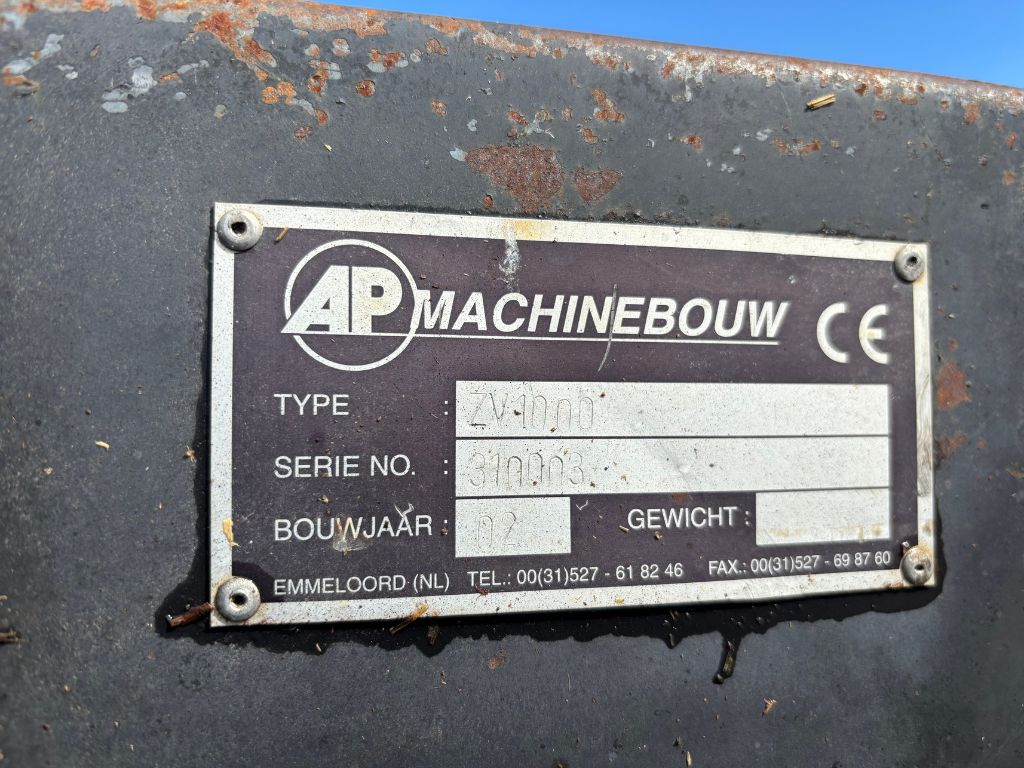 AP MACHINEBOUW CE
TYPE : ZV1000
SERIE NO. : 310003
BOUWJAAR : 02 GEWICHT :
EMMELOORD (NL) TEL.: 00(31)527 - 61 82 46 FAX.: 00(31)527 - 69 87 60